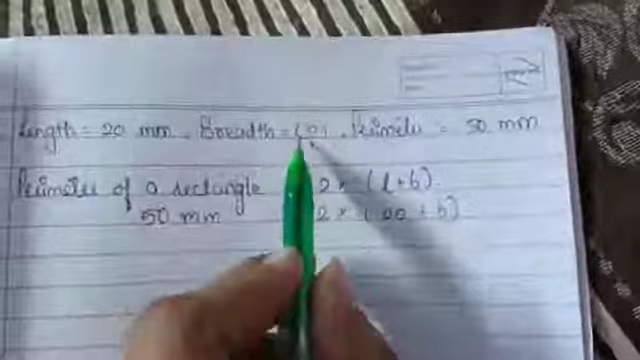 Length = 20 mm, Breadth = (?), Perimeter = 50 mm
Perimeter of a rectangle 2 × (l+b)
50 mm 2 × (20 + b)